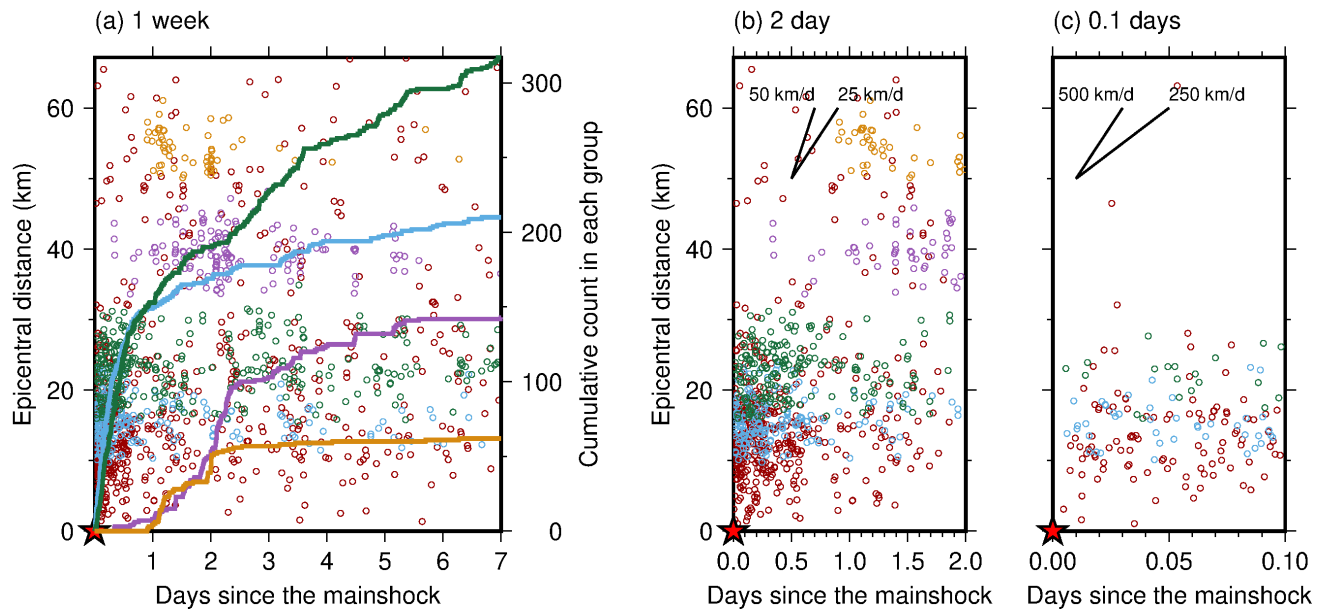 (a) 1 week
(b) 2 day
(c) 0.1 days
Epicentral distance (km)
60
40
20
0
300
200
100
0
Cumulative count in each group
1
2
3
4
5
6
7
Days since the mainshock
Epicentral distance (km)
60
40
20
0
50 km/d
25 km/d
0.0
0.5
1.0
1.5
2.0
Days since the mainshock
500 km/d
250 km/d
0.00
0.05
0.10
Days since the mainshock